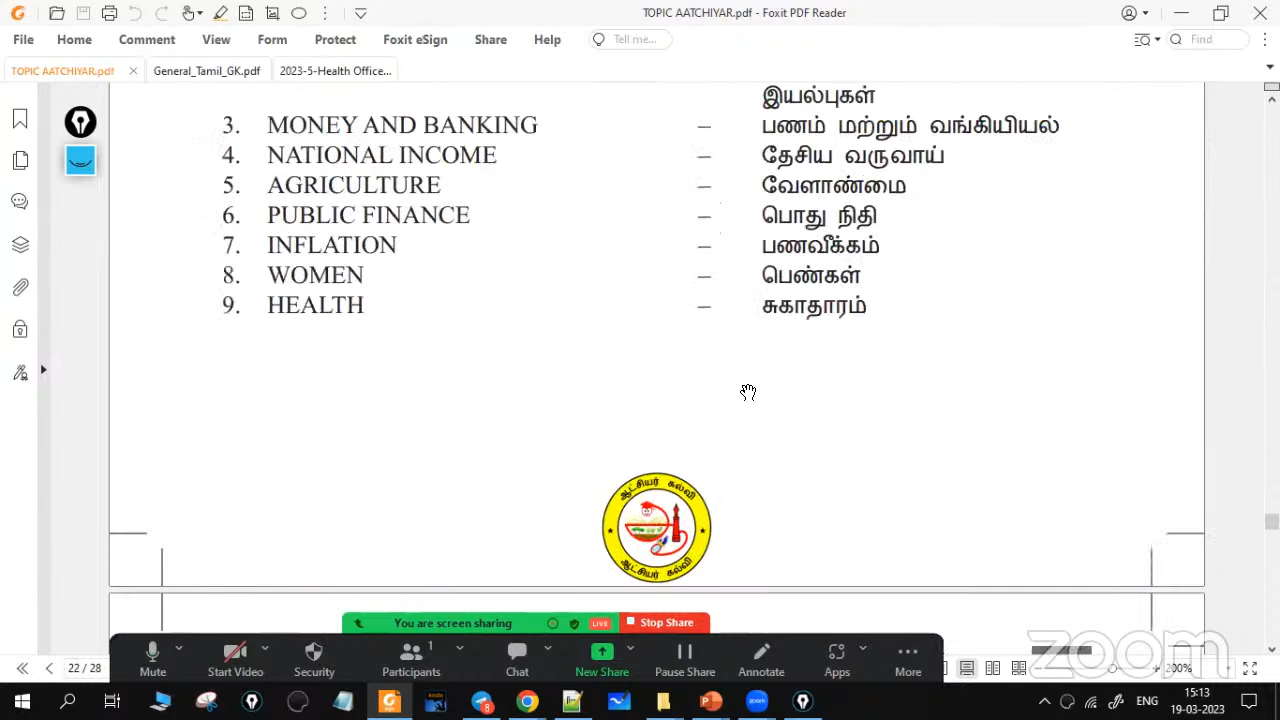 TOPIC AATCHIYAR.pdf - Foxit PDF Reader
File Home Comment View Form Protect Foxit eSign Share Help Tell me... Find
TOPIC AATCHIYAR.pdf General_Tamil_GK.pdf 2023-5-Health Office...
இயல்புகள்
3. MONEY AND BANKING – பணம் மற்றும் வங்கியியல்
4. NATIONAL INCOME – தேசிய வருவாய்
5. AGRICULTURE – வேளாண்மை
6. PUBLIC FINANCE – பொது நிதி
7. INFLATION – பணவீக்கம்
8. WOMEN – பெண்கள்
9. HEALTH – சுகாதாரம்
ஆட்சியர் கல்வி
ஆட்சியர் கல்வி
You are screen sharing LIVE Stop Share
1
Mute Start Video Security Participants Chat New Share Pause Share Annotate Apps More
zoom
22 / 28 200%
ENG 15:13
19-03-2023